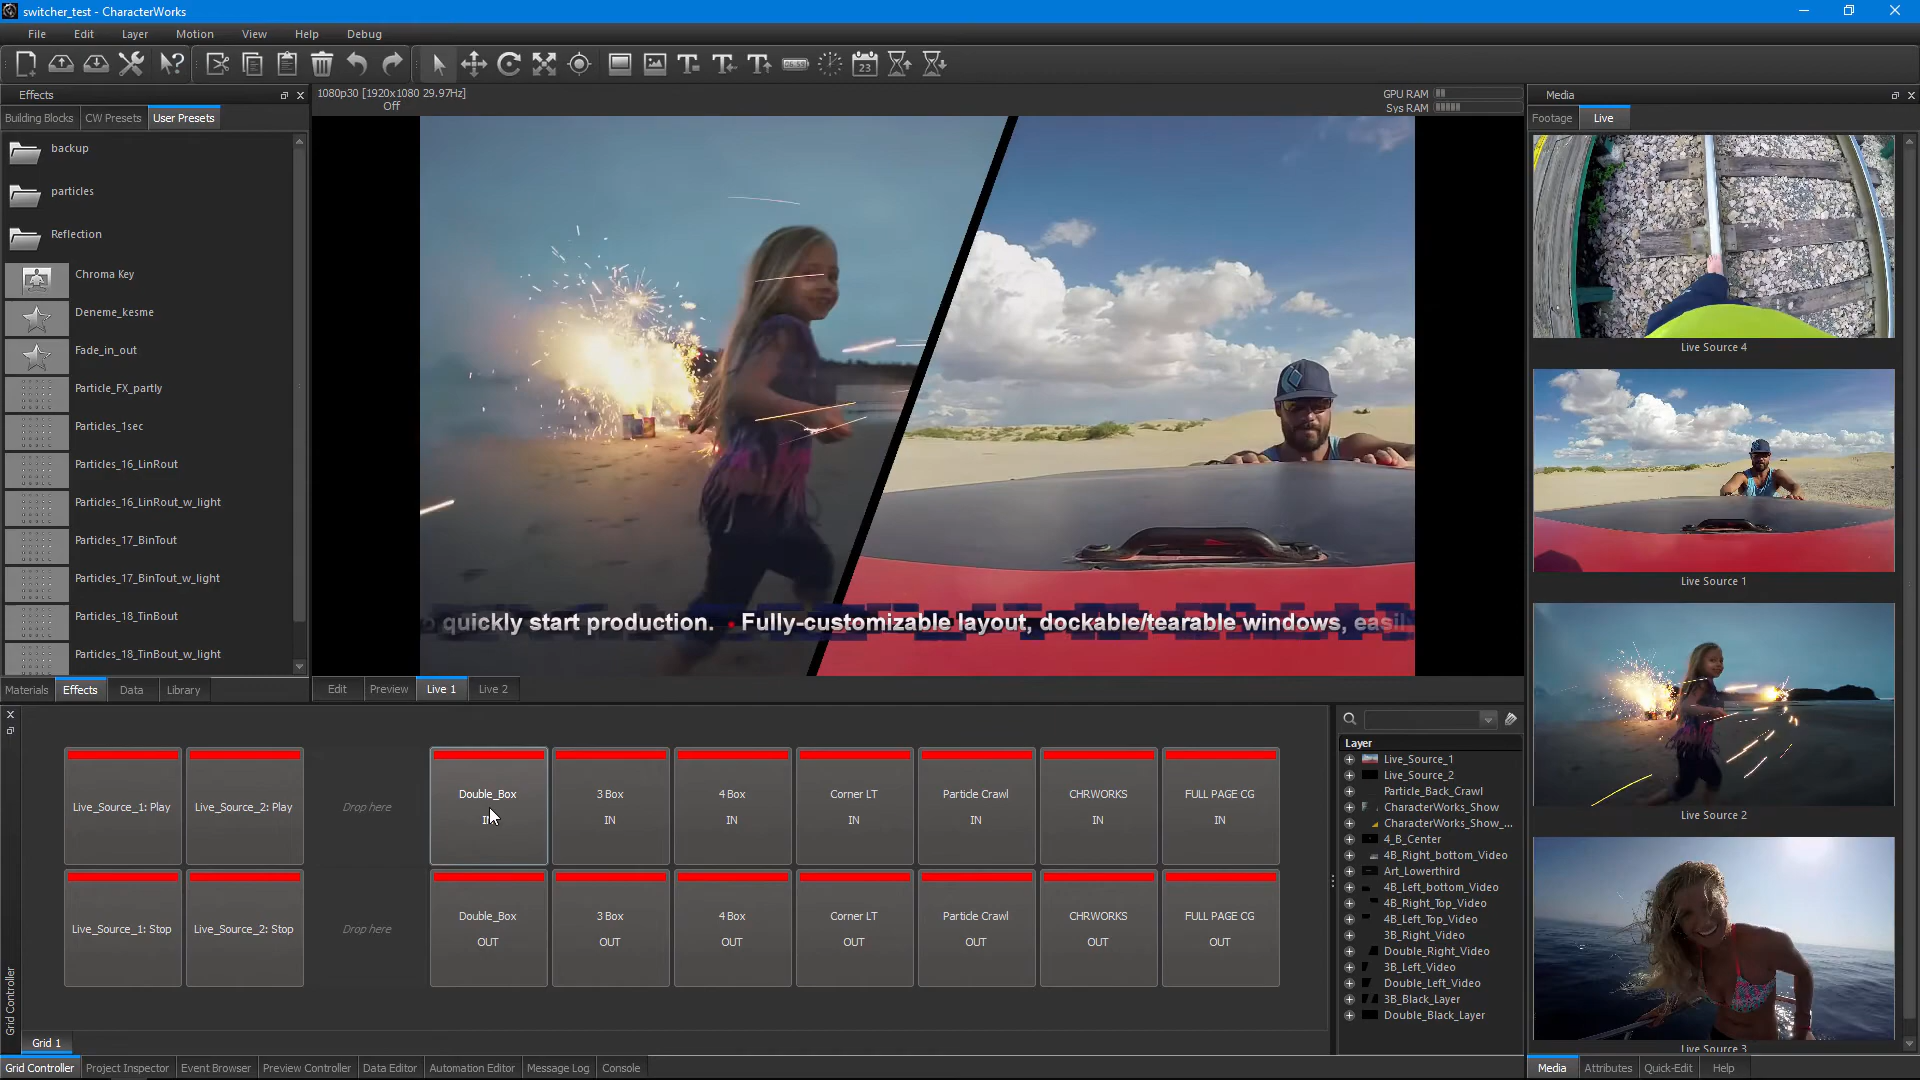 switcher_test - CharacterWorks
File Edit Layer Motion View Help Debug
23
Effects
Building Blocks CW Presets User Presets
backup
particles
Reflection
Chroma Key
Deneme_kesme
Fade_in_out
Particle_FX_partly
Particles_1sec
Particles_16_LinRout
Particles_16_LinRout_w_light
Particles_17_BinTout
Particles_17_BinTout_w_light
Particles_18_TinBout
Particles_18_TinBout_w_light
Materials Effects Data Library
1080p30 [1920x1080 29.97Hz]
Off
GPU RAM
Sys RAM
quickly start production. • Fully-customizable layout, dockable/tearable windows, easil
Edit Preview Live 1 Live 2
Media
Footage Live
Live Source 4
Live Source 1
Live Source 2
Live Source 3
Live_Source_1: Play
Live_Source_2: Play
Drop here
Double_Box
IN
3 Box
IN
4 Box
IN
Corner LT
IN
Particle Crawl
IN
CHRWORKS
IN
FULL PAGE CG
IN
Live_Source_1: Stop
Live_Source_2: Stop
Drop here
Double_Box
OUT
3 Box
OUT
4 Box
OUT
Corner LT
OUT
Particle Crawl
OUT
CHRWORKS
OUT
FULL PAGE CG
OUT
Grid Controller
Grid 1
Layer
Live_Source_1
Live_Source_2
Particle_Back_Crawl
CharacterWorks_Show
CharacterWorks_Show_...
4_B_Center
4B_Right_bottom_Video
Art_Lowerthird
4B_Left_bottom_Video
4B_Right_Top_Video
4B_Left_Top_Video
3B_Right_Video
Double_Right_Video
3B_Left_Video
Double_Left_Video
3B_Black_Layer
Double_Black_Layer
Grid Controller Project Inspector Event Browser Preview Controller Data Editor Automation Editor Message Log Console
Media Attributes Quick-Edit Help